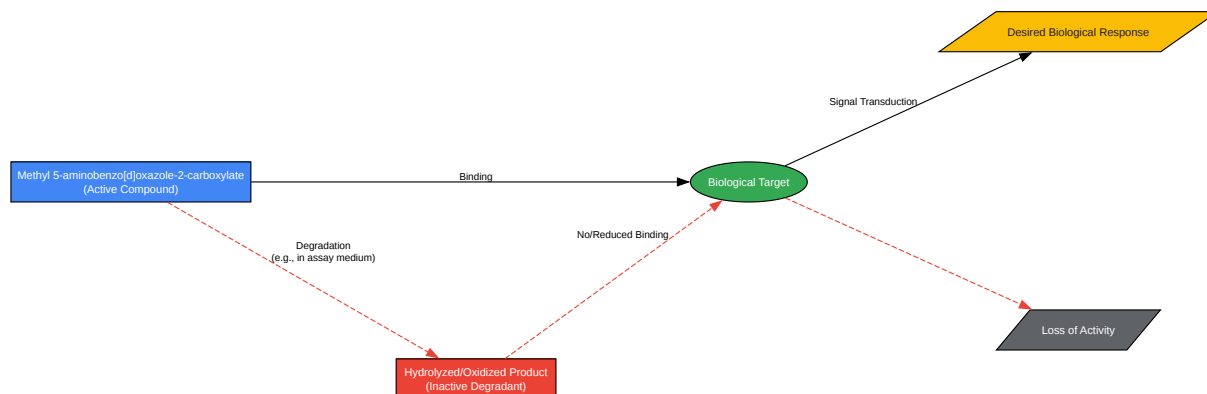 Desired Biological Response
Signal Transduction
Methyl 5-aminobenzo[d]oxazole-2-carboxylate
(Active Compound)
Binding
Biological Target
No/Reduced Binding
Degradation
(e.g., in assay medium)
Loss of Activity
Hydrolyzed/Oxidized Product
(Inactive Degradant)